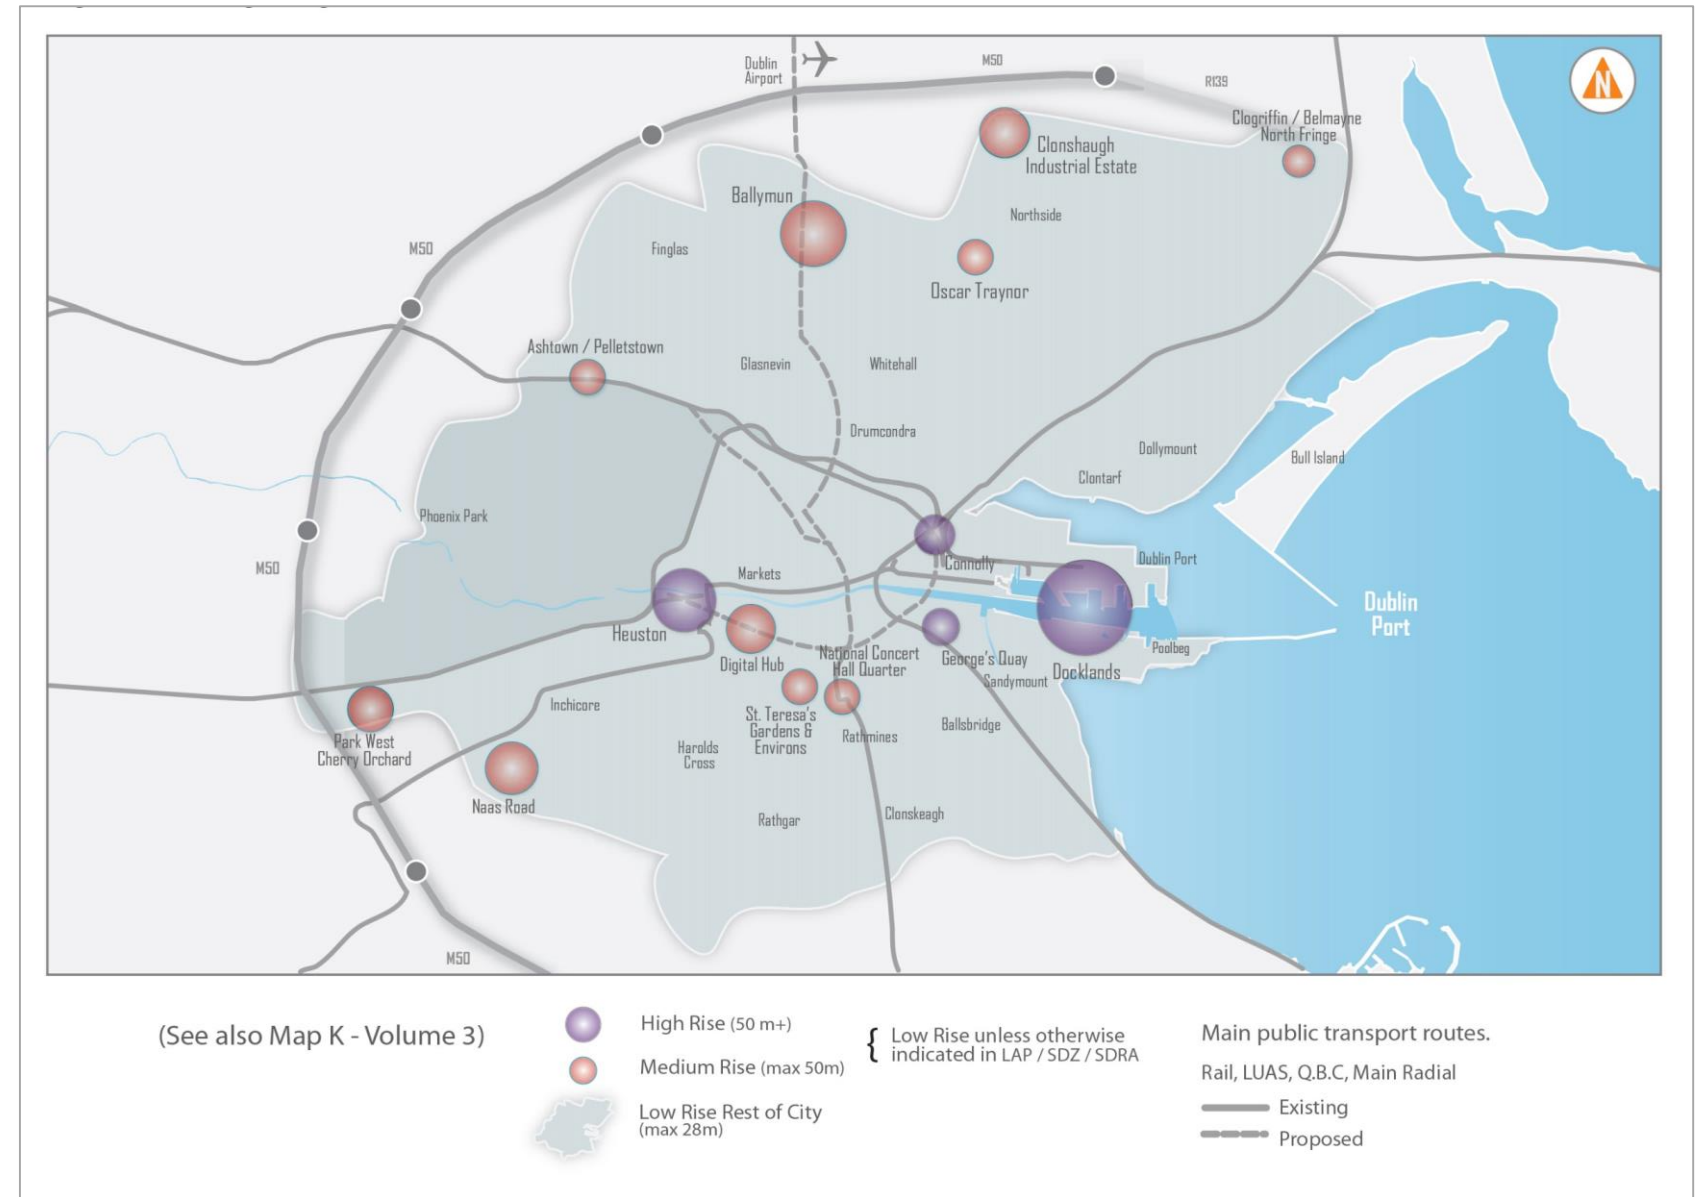 Dublin
Airport
M50
R139
N
Clogriffin / Belmayne
North Fringe
Clonshaugh
Industrial Estate
Ballymun
Northside
M50
Finglas
Oscar Traynor
Ashtown / Pelletstown
Glasnevin
Whitehall
Drumcondra
Dollymount
Bull Island
Clontarf
Phoenix Park
M50
Markets
Connolly
Dublin Port
Dublin
Port
Heuston
Digital Hub
National Concert
Hall Quarter
George's Quay
Sandymount
Docklands
Poolbeg
Inchicore
St. Teresa's
Gardens &
Environs
Rathmines
Ballsbridge
Park West
Cherry Orchard
Harolds
Cross
Naas Road
Rathgar
Clonskeagh
M50
(See also Map K - Volume 3)
High Rise (50 m+)
Medium Rise (max 50m)
Low Rise Rest of City
(max 28m)
{ Low Rise unless otherwise
indicated in LAP / SDZ / SDRA
Main public transport routes.
Rail, LUAS, Q.B.C, Main Radial
Existing
Proposed